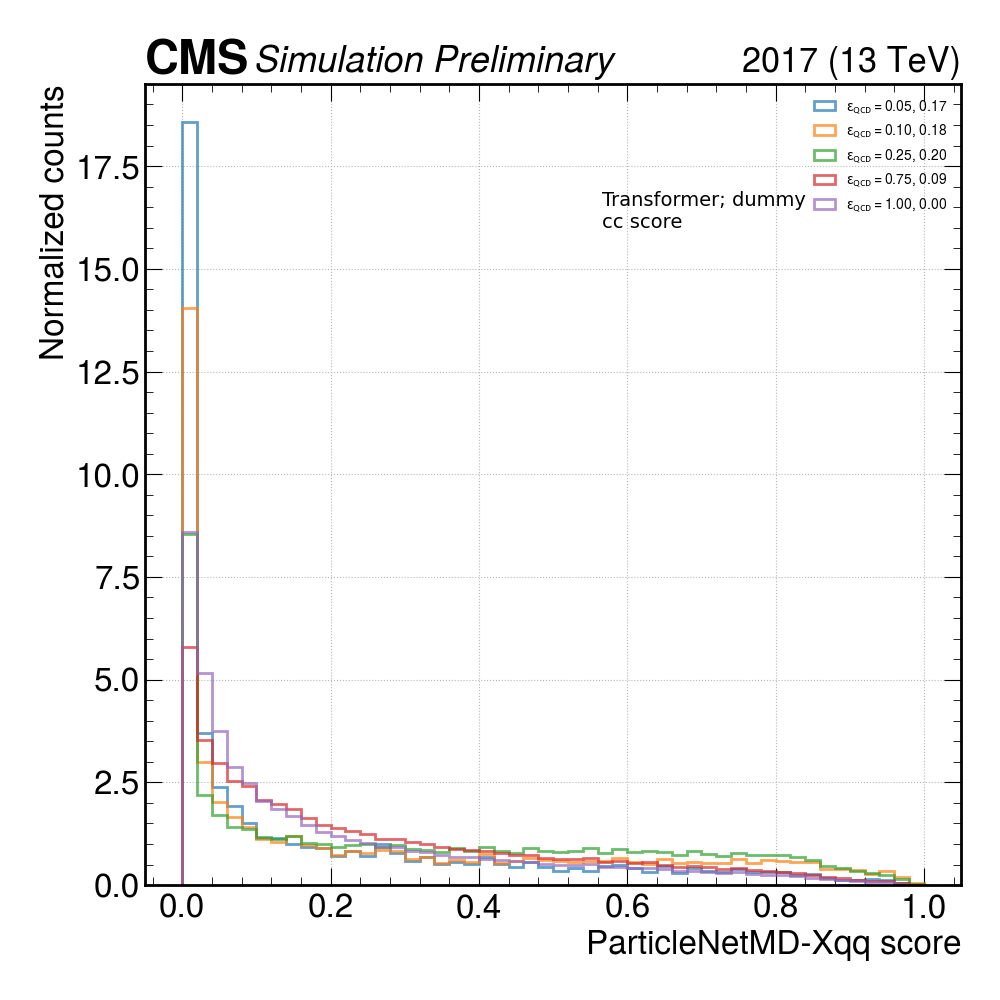 CMS Simulation Preliminary 2017 (13 TeV)
Normalized counts
17.5
15.0
12.5
10.0
7.5
5.0
2.5
0.0
ε_QCD = 0.05, 0.17
ε_QCD = 0.10, 0.18
ε_QCD = 0.25, 0.20
ε_QCD = 0.75, 0.09
ε_QCD = 1.00, 0.00
Transformer; dummy
cc score
0.0 0.2 0.4 0.6 0.8 1.0
ParticleNetMD-Xqq score